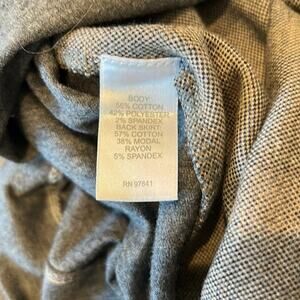 BODY:
56% COTTON
42% POLYESTER
2% SPANDEX
BACK SKIRT:
57% COTTON
38% MODAL
RAYON
5% SPANDEX
RN 97841